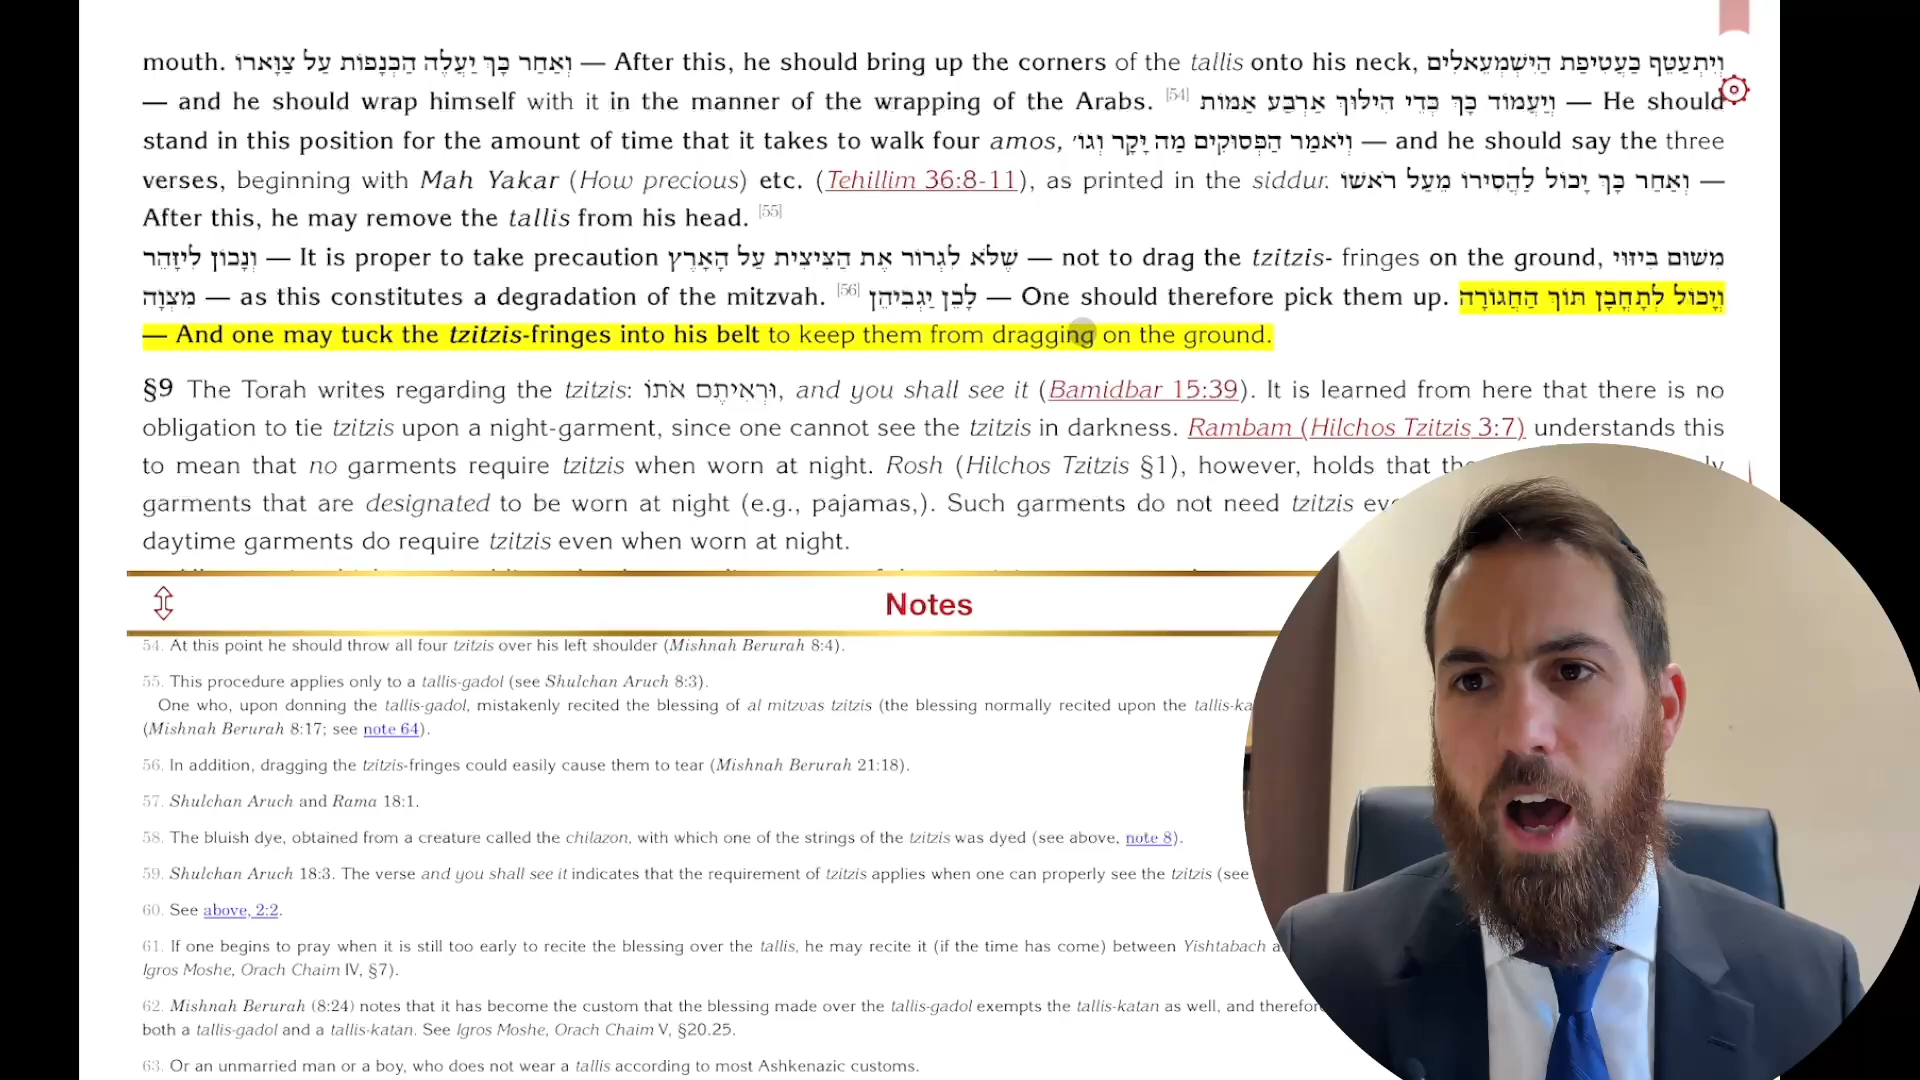 mouth. וְאַחַר כָּךְ יַעֲלֶה הַכְּנָפוֹת עַל צַוָּארוֹ — After this, he should bring up the corners of the tallis onto his neck, וְיִתְעַטֵּף כַּעֲטִיפַת הַיִּשְׁמְעֵאלִים
— and he should wrap himself with it in the manner of the wrapping of the Arabs. [54] וְיַעֲמוֹד כָּךְ כְּדֵי הִילּוּךְ אַרְבַּע אַמּוֹת — He should
stand in this position for the amount of time that it takes to walk four amos, וְיֹאמַר הַפְּסוּקִים מַה יָּקָר וְגוֹ' — and he should say the three
verses, beginning with Mah Yakar (How precious) etc. (Tehillim 36:8-11), as printed in the siddur. וְאַחַר כָּךְ יָכוֹל לַהֲסִירוֹ מֵעַל רֹאשׁוֹ —
After this, he may remove the tallis from his head. [55]
וְנָכוֹן לִיזָּהֵר — It is proper to take precaution שֶׁלֹּא לִגְרוֹר אֶת הַצִּיצִית עַל הָאָרֶץ — not to drag the tzitzis- fringes on the ground, מִשּׁוּם בִּיזּוּי
מִצְוָה — as this constitutes a degradation of the mitzvah. [56] לָכֵן יַגְבִּיהֵן — One should therefore pick them up. וְיָכוֹל לְתָחֳבָן תּוֹךְ הַחֲגוֹרָה
— And one may tuck the tzitzis-fringes into his belt to keep them from dragging on the ground.
§9 The Torah writes regarding the tzitzis: וּרְאִיתֶם אֹתוֹ, and you shall see it (Bamidbar 15:39). It is learned from here that there is no
obligation to tie tzitzis upon a night-garment, since one cannot see the tzitzis in darkness. Rambam (Hilchos Tzitzis 3:7) understands this
to mean that no garments require tzitzis when worn at night. Rosh (Hilchos Tzitzis §1), however, holds that
garments that are designated to be worn at night (e.g., pajamas,). Such garments do not need tzitzis
daytime garments do require tzitzis even when worn at night.
Notes
54. At this point he should throw all four tzitzis over his left shoulder (Mishnah Berurah 8:4).
55. This procedure applies only to a tallis-gadol (see Shulchan Aruch 8:3).
One who, upon donning the tallis-gadol, mistakenly recited the blessing of al mitzvas tzitzis (the blessing normally recited upon the
(Mishnah Berurah 8:17; see note 64).
56. In addition, dragging the tzitzis-fringes could easily cause them to tear (Mishnah Berurah 21:18).
57. Shulchan Aruch and Rama 18:1.
58. The bluish dye, obtained from a creature called the chilazon, with which one of the strings of the tzitzis was dyed (see above, note 8).
59. Shulchan Aruch 18:3. The verse and you shall see it indicates that the requirement of tzitzis applies when one can properly see the tzitzis (see
60. See above, 2:2.
61. If one begins to pray when it is still too early to recite the blessing over the tallis, he may recite it (if the time has come) between Yishtabach
Igros Moshe, Orach Chaim IV, §7).
62. Mishnah Berurah (8:24) notes that it has become the custom that the blessing made over the tallis-gadol exempts the tallis-katan as well, and
both a tallis-gadol and a tallis-katan. See Igros Moshe, Orach Chaim V, §20.25.
63. Or an unmarried man or a boy, who does not wear a tallis according to most Ashkenazic customs.